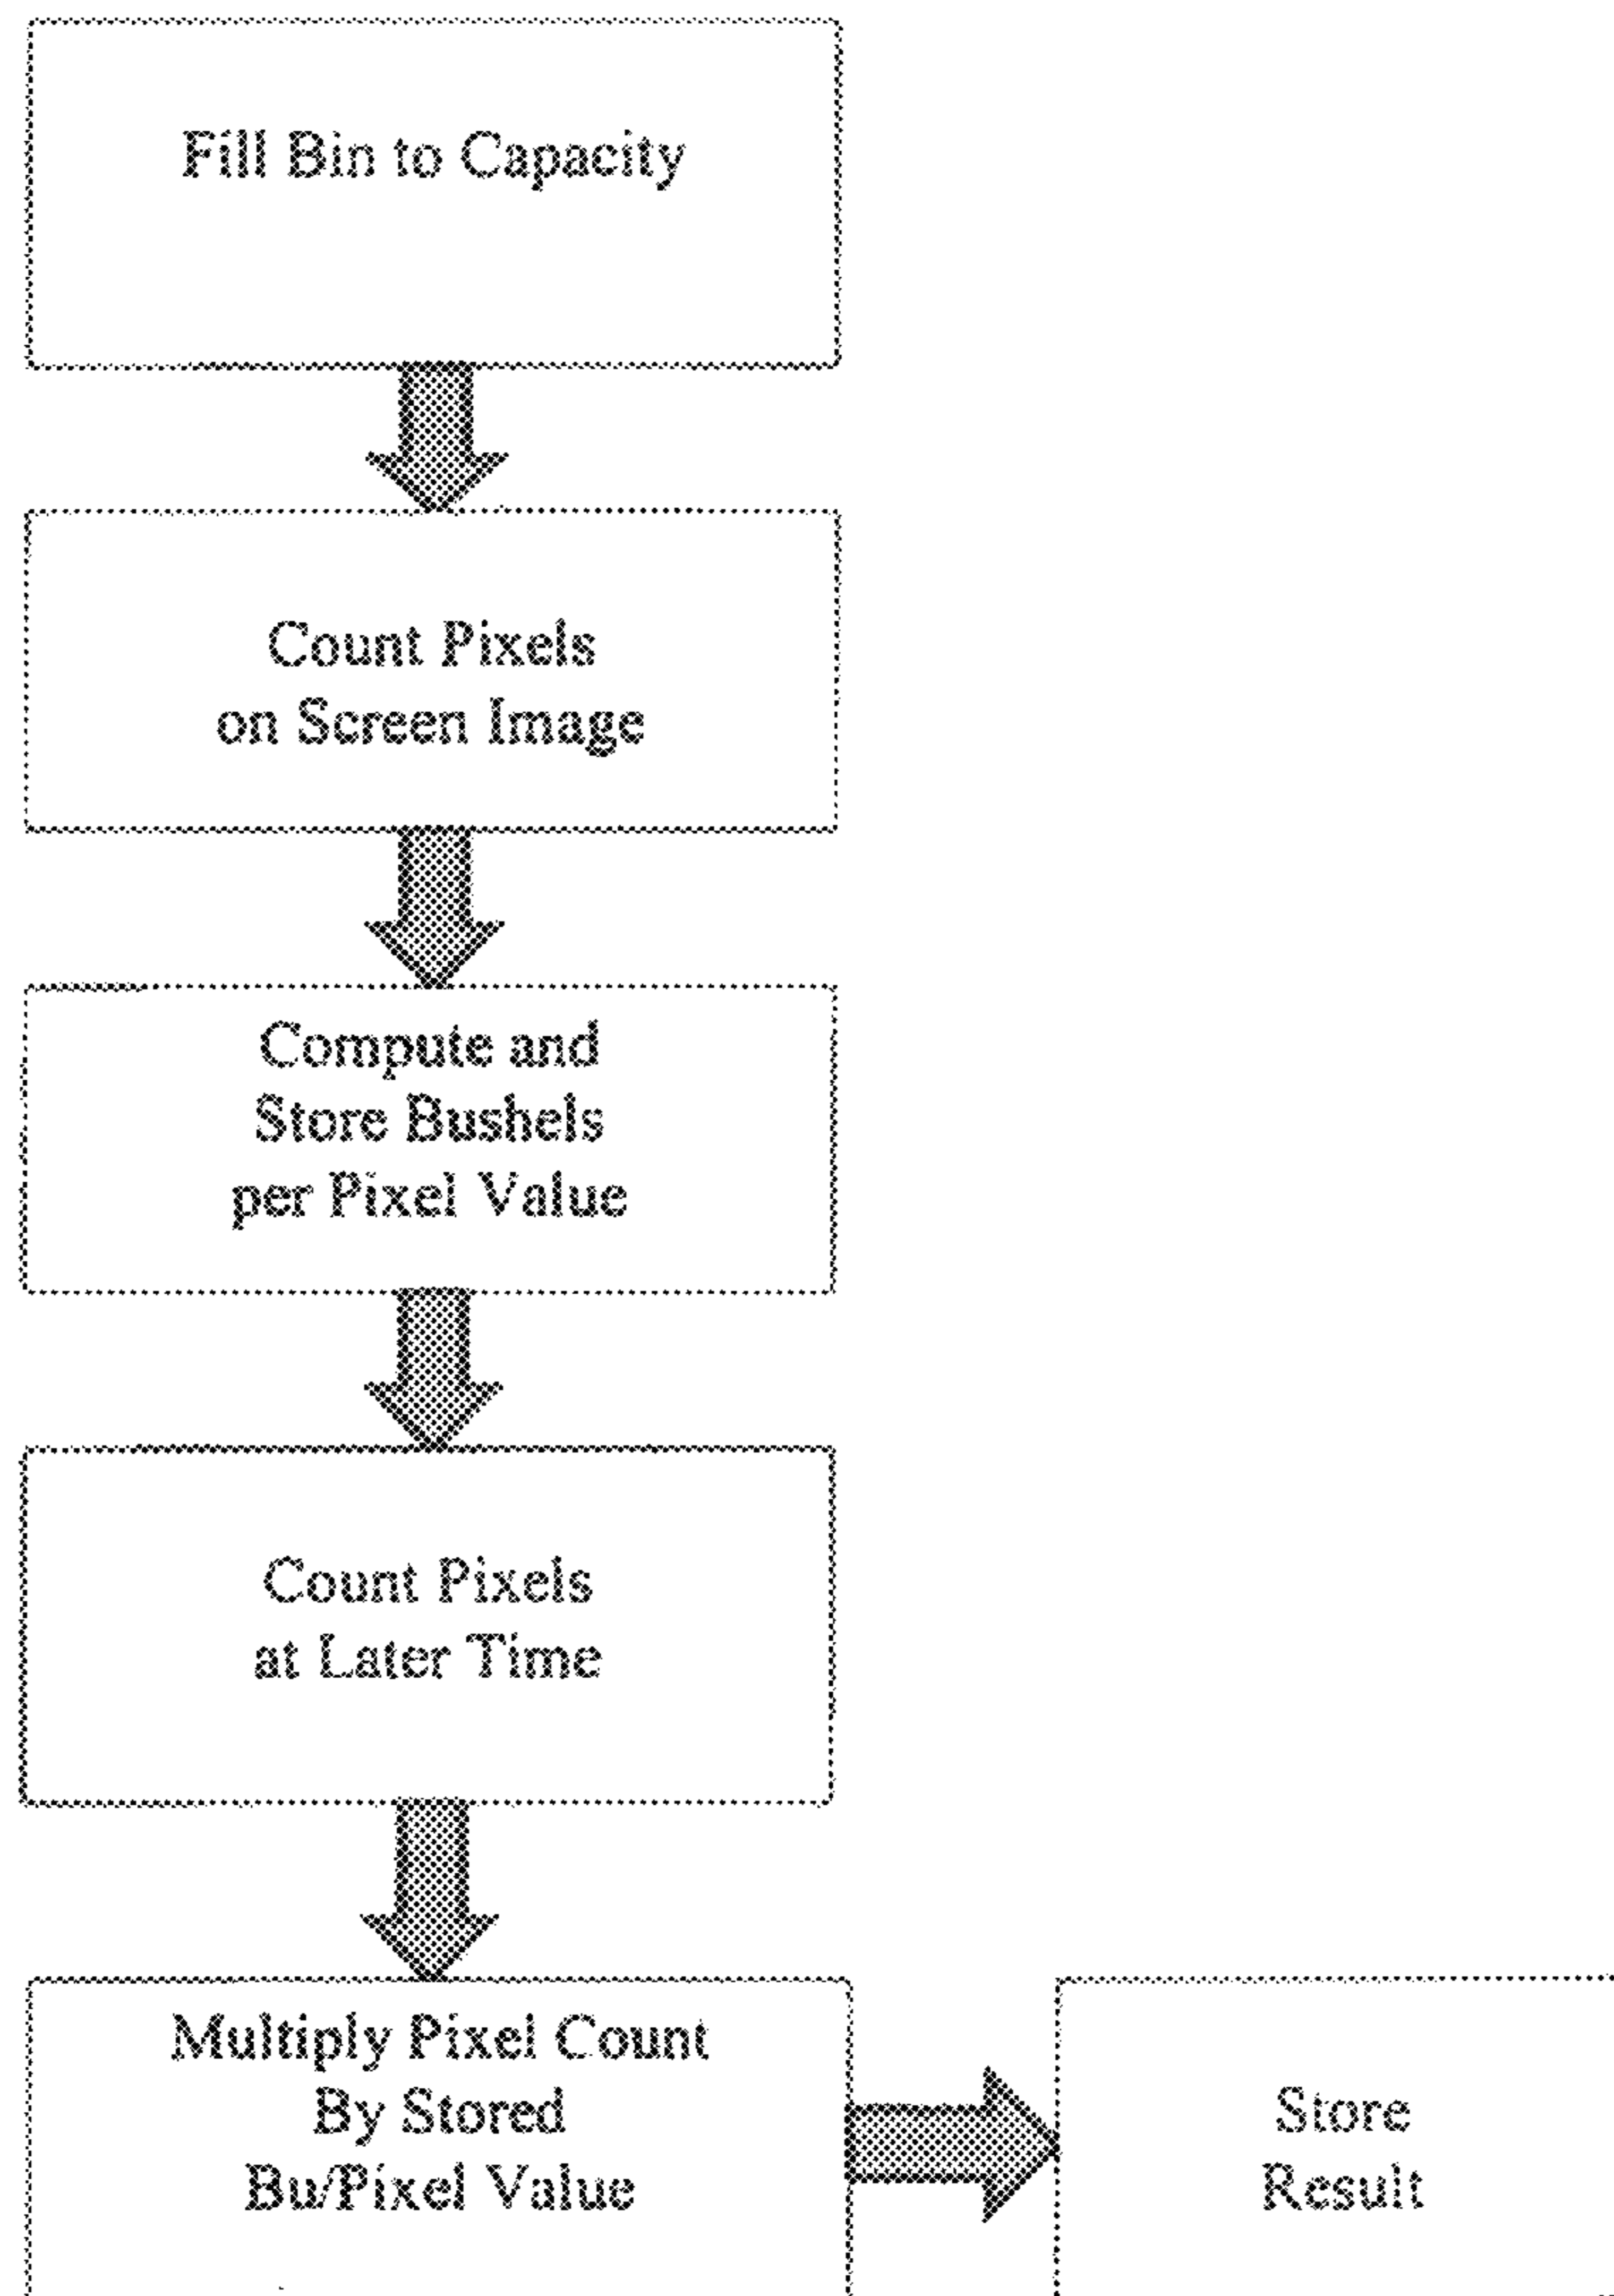 Fill Bin to Capacity
Count Pixels
on Screen Image
Compute and
Store Bushels
per Pixel Value
Count Pixels
at Later Time
Multiply Pixel Count
By Stored
Bu/Pixel Value
Store
Result